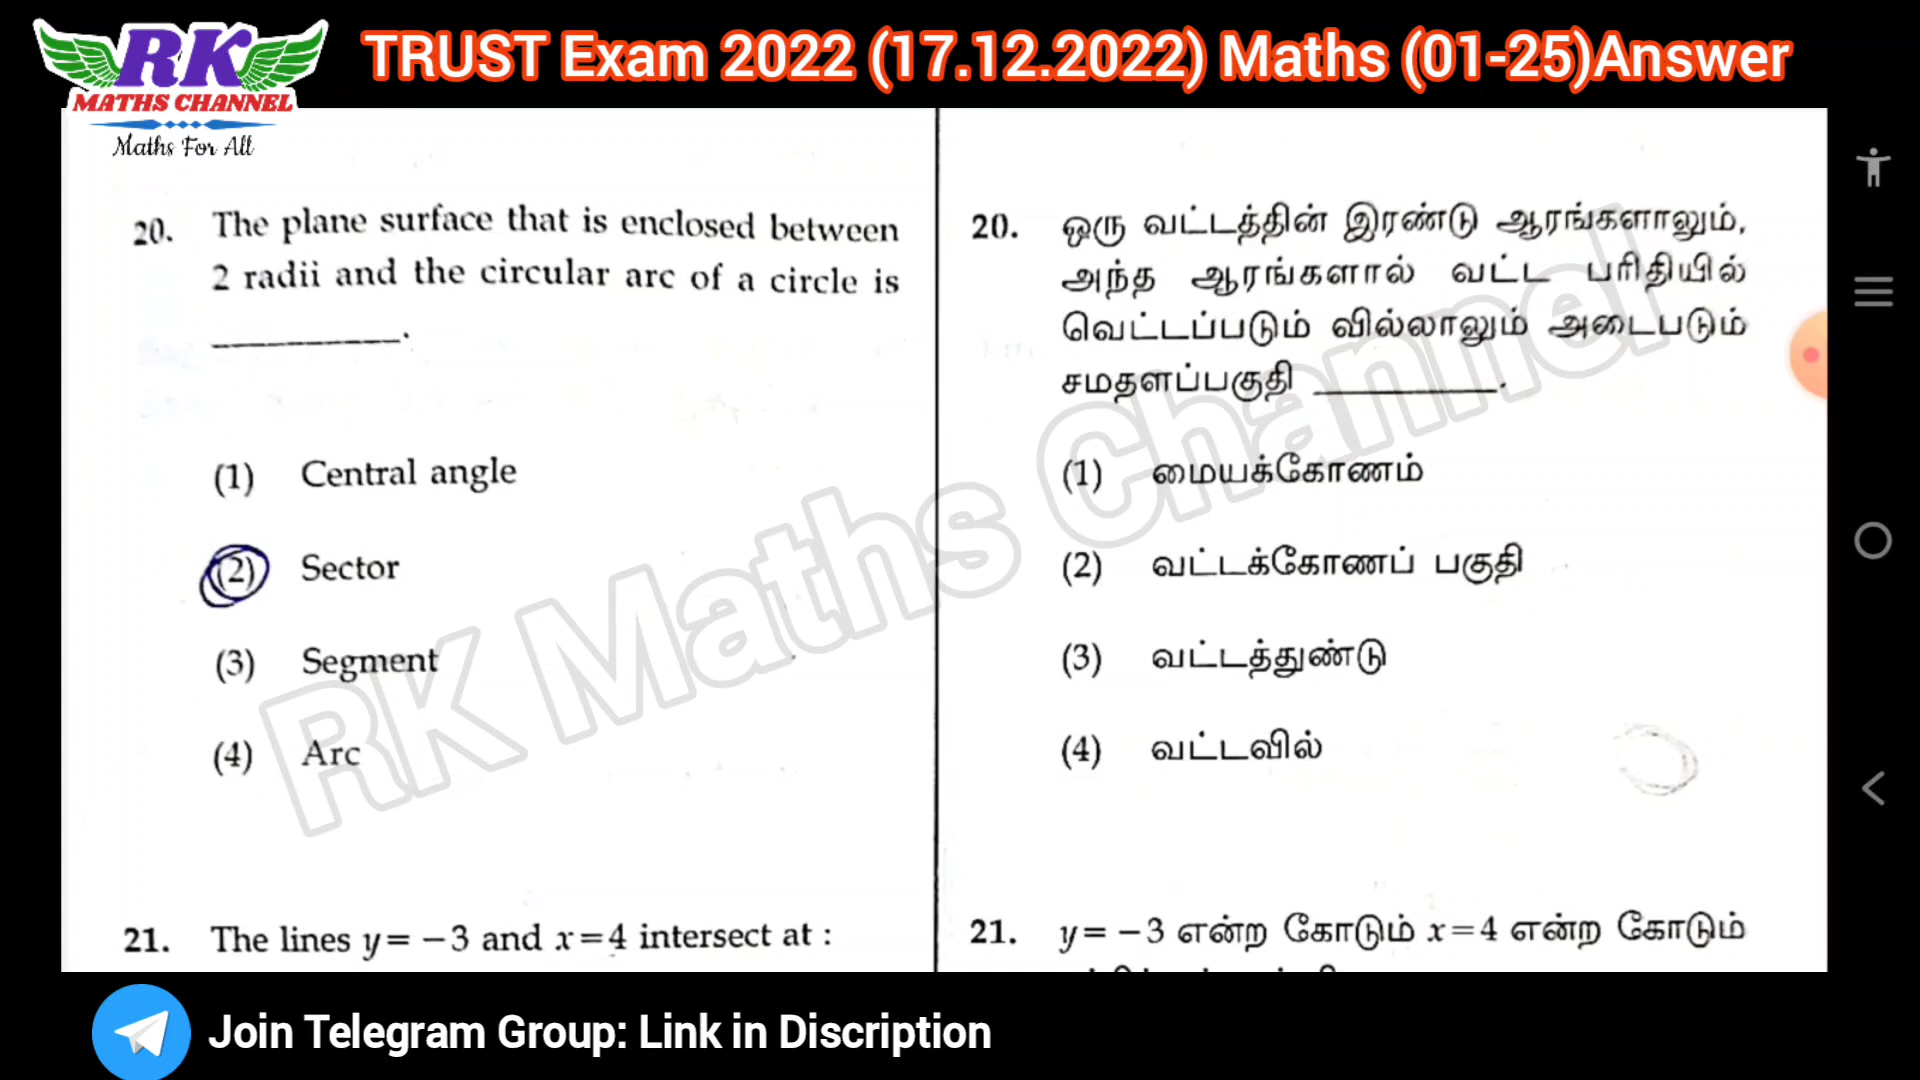 RK
MATHS CHANNEL
Maths For All
TRUST Exam 2022 (17.12.2022) Maths (01-25)Answer
20. The plane surface that is enclosed between
2 radii and the circular arc of a circle is
__________.
(1) Central angle
(2) Sector
(3) Segment
(4) Arc
21. The lines y = −3 and x = 4 intersect at :
20. ஒரு வட்டத்தின் இரண்டு ஆரங்களாலும்,
அந்த ஆரங்களால் வட்ட பரிதியில்
வெட்டப்படும் வில்லாலும் அடைபடும்
சமதளப்பகுதி __________.
(1) மையக்கோணம்
(2) வட்டக்கோணப் பகுதி
(3) வட்டத்துண்டு
(4) வட்டவில்
21. y = −3 என்ற கோடும் x = 4 என்ற கோடும்
RK Maths Channel
Join Telegram Group: Link in Discription